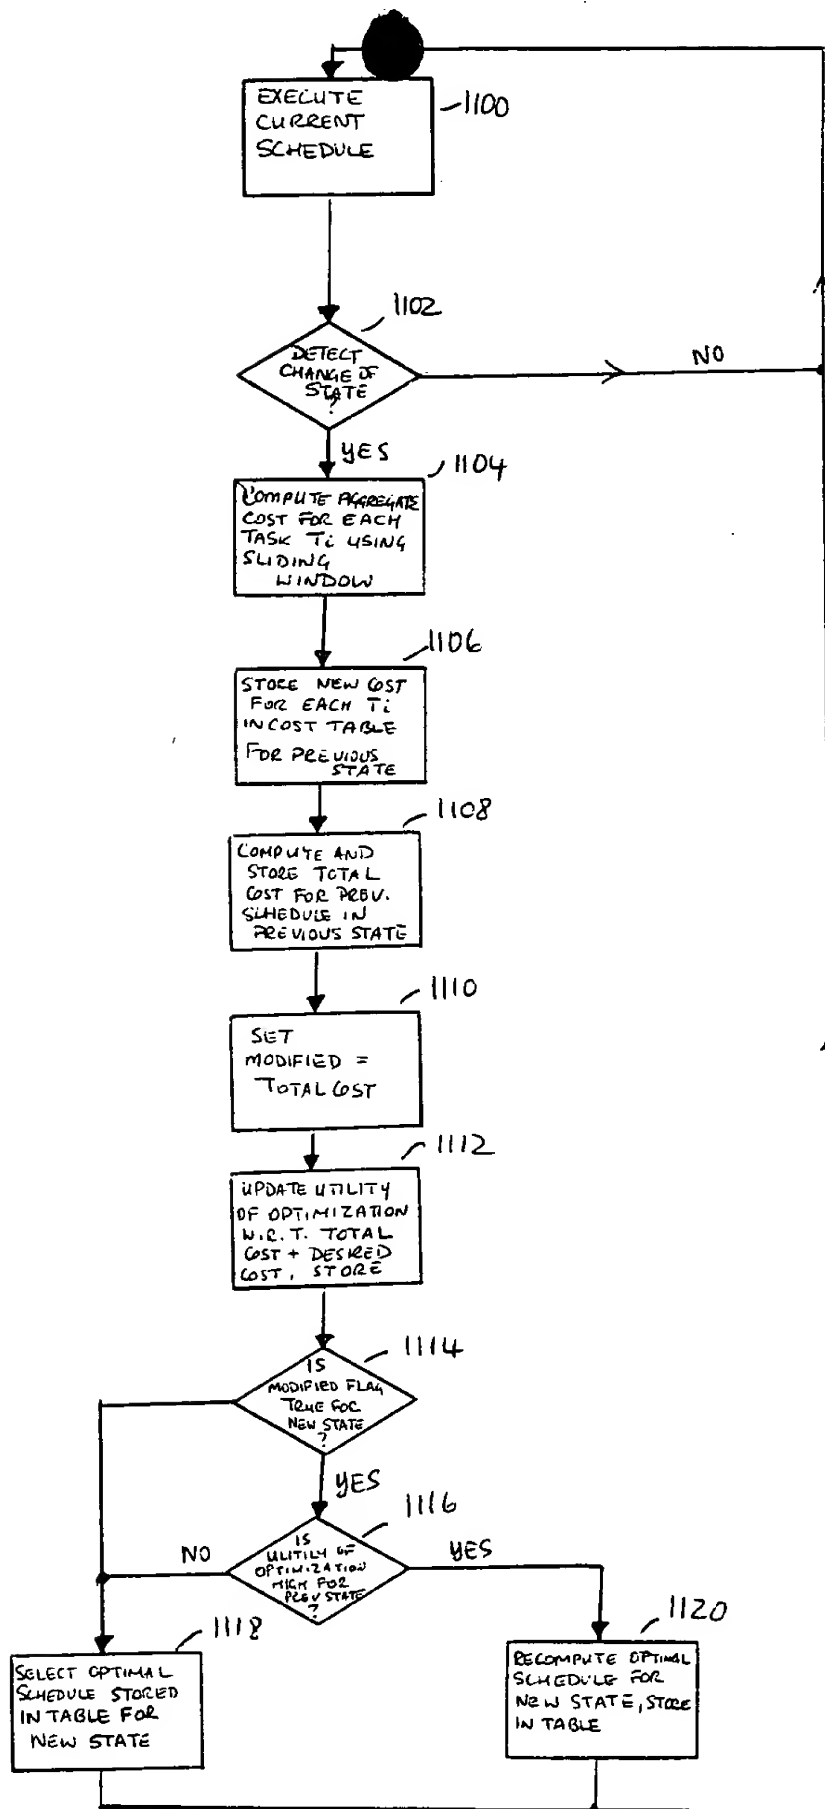 EXECUTE
CURRENT
SCHEDULE
1100
1102
DETECT
CHANGE OF
STATE
?
NO
YES
1104
COMPUTE AGGREGATE
COST FOR EACH
TASK Ti USING
SLIDING
WINDOW
1106
STORE NEW COST
FOR EACH Ti
IN COST TABLE
FOR PREVIOUS
STATE
1108
COMPUTE AND
STORE TOTAL
COST FOR PREV.
SCHEDULE IN
PREVIOUS STATE
1110
SET
MODIFIED =
TOTAL COST
1112
UPDATE UTILITY
OF OPTIMIZATION
W.R.T. TOTAL
COST + DESIRED
COST, STORE
1114
IS
MODIFIED FLAG
TRUE FOR
NEW STATE
?
YES
1116
IS
ULITILY OF
OPTIMIZATION
HIGH FOR
PREV STATE
?
NO
YES
1118
SELECT OPTIMAL
SCHEDULE STORED
IN TABLE FOR
NEW STATE
1120
RECOMPUTE OPTIMAL
SCHEDULE FOR
NEW STATE, STORE
IN TABLE